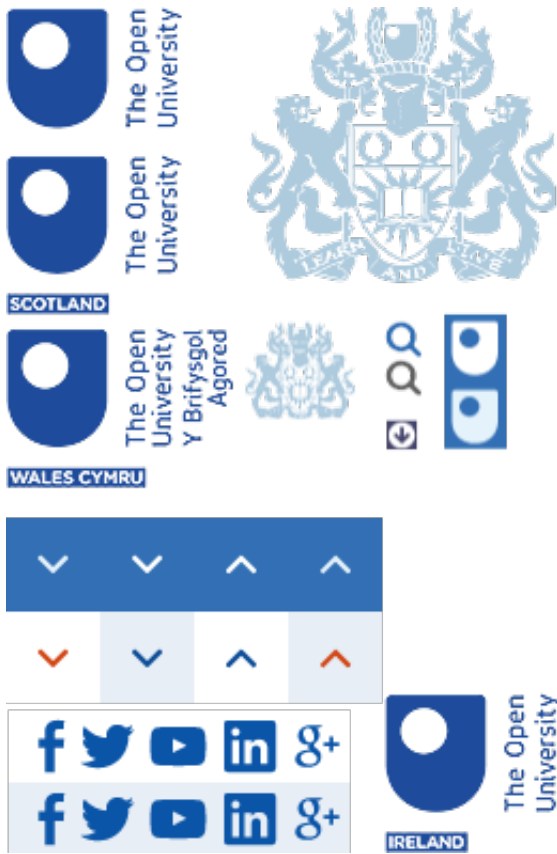 The Open
University
The Open
University
SCOTLAND
The Open
University
Y Brifysgol
Agored
WALES CYMRU
LEARN
AND
LIVE
f
in
g+
f
in
g+
The Open
University
IRELAND